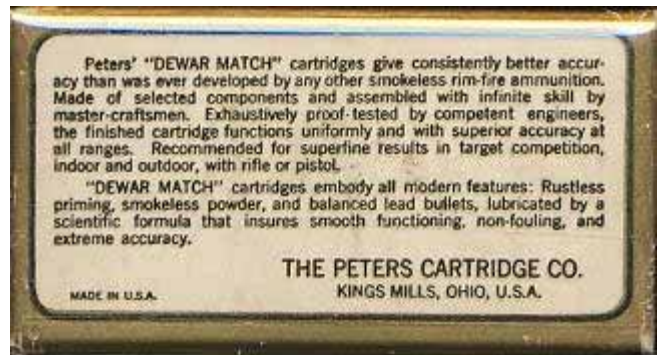 Peters' "DEWAR MATCH" cartridges give consistently better accur-
acy than was ever developed by any other smokeless rim-fire ammunition.
Made of selected components and assembled with infinite skill by
master-craftsmen. Exhaustively proof-tested by competent engineers,
the finished cartridge functions uniformly and with superior accuracy at
all ranges. Recommended for superfine results in target competition,
indoor and outdoor, with rifle or pistol.
"DEWAR MATCH" cartridges embody all modern features: Rustless
priming, smokeless powder, and balanced lead bullets, lubricated by a
scientific formula that insures smooth functioning, non-fouling, and
extreme accuracy.
THE PETERS CARTRIDGE CO.
MADE IN U.S.A. KINGS MILLS, OHIO, U.S.A.